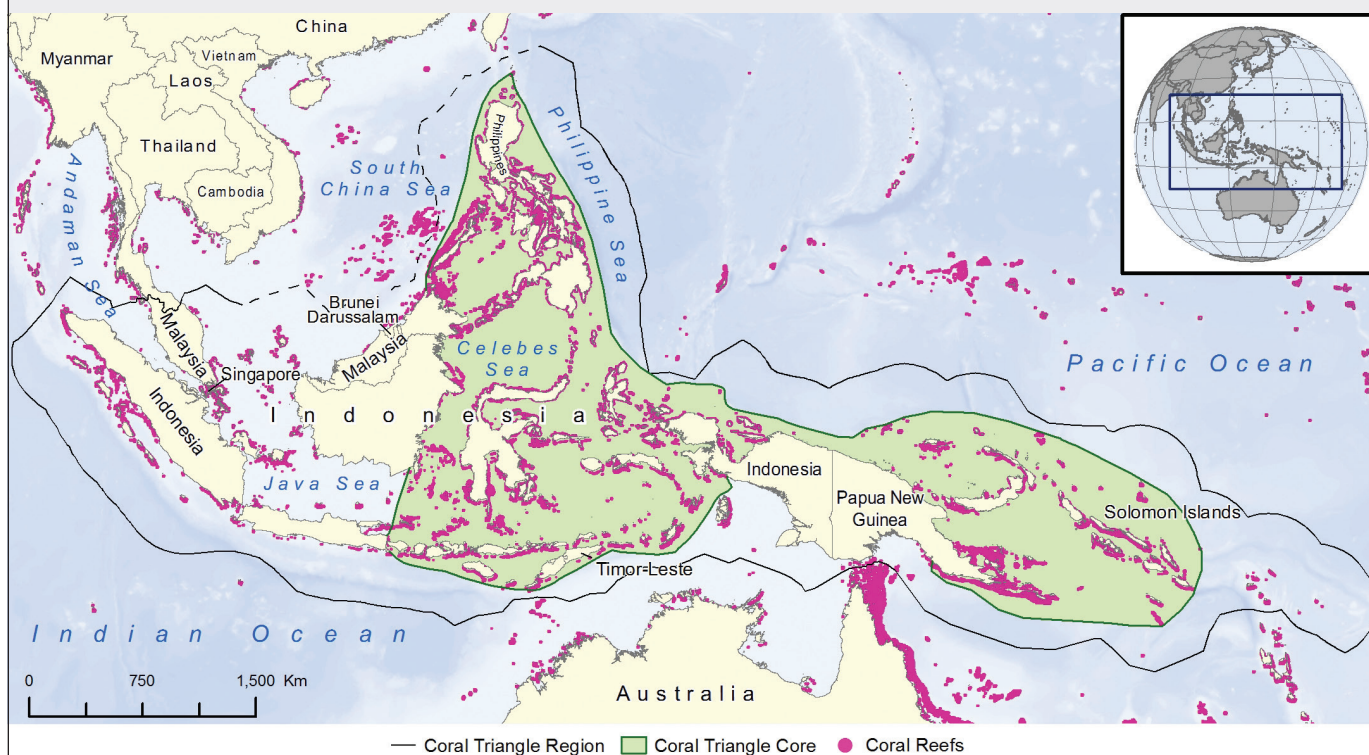 China
Vietnam
Myanmar
Laos
Thailand
Cambodia
Andaman Sea
South
China Sea
Philippines
Philippine Sea
Brunei
Darussalam
Malaysia
Malaysia
Singapore
Celebes
Sea
Pacific Ocean
Indonesia
Indonesia
Java Sea
Indonesia
Papua New
Guinea
Solomon Islands
Timor-Leste
Indian Ocean
Australia
0 750 1,500 Km
Coral Triangle Region Coral Triangle Core Coral Reefs